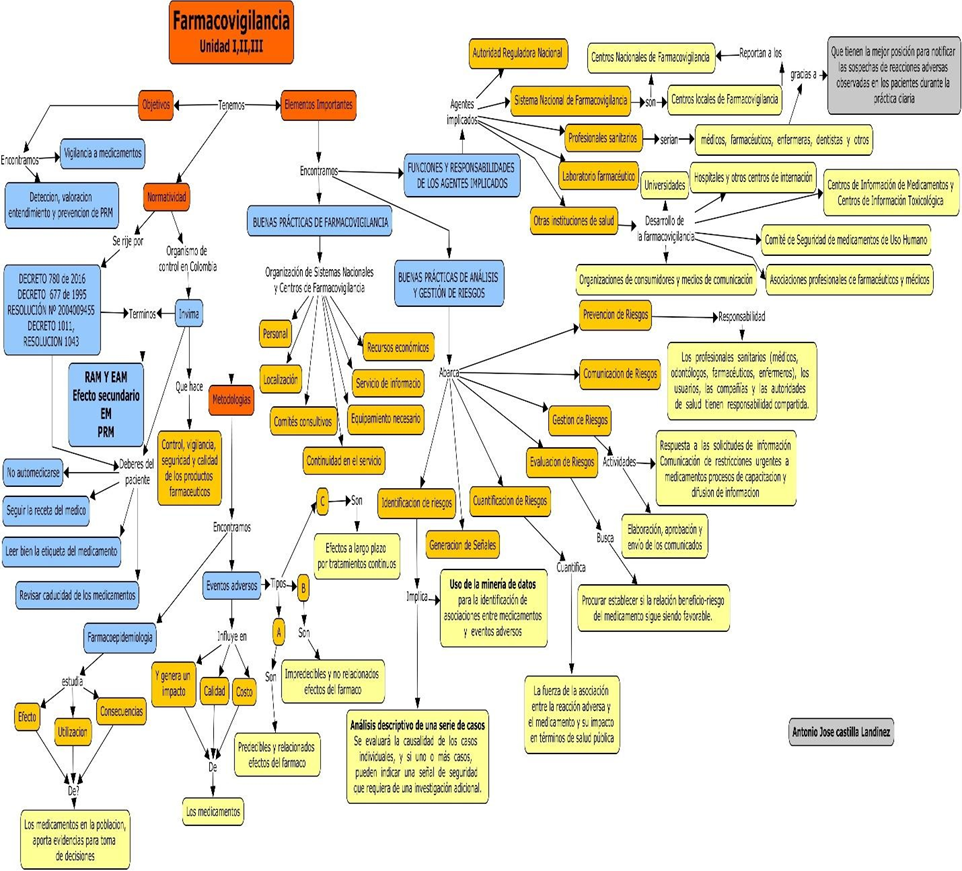 Farmacovigilancia
Unidad I,II,III
Objetivos
Tenemos
Elementos Importantes
Encontramos
Vigilancia a medicamentos
Deteccion, valoracion
entendimiento y prevencion de PRM
Normatividad
Se rije por
Organismo de
control en Colombia
DECRETO 780 de 2016
DECRETO 677 de 1995
RESOLUCIÓN Nº 2004009455
DECRETO 1011,
RESOLUCION 1043
Terminos
Invima
RAM Y EAM
Efecto secundario
EM
PRM
Que hace
Control, vigilancia,
seguridad y calidad
de los productos
farmaceuticos
Deberes del
paciente
No automedicarse
Seguir la receta del medico
Leer bien la etiqueta del medicamento
Revisar caducidad de los medicamentos
Metodologias
Encontramos
Farmacoepidemiologia
estudia
Efecto
Utilizacion
Consecuencias
De?
Los medicamentos en la poblacion,
aporta evidencias para toma
de decisiones
Eventos adversos
Influye en
Y genera un
impacto
Calidad
Costo
De
Los medicamentos
Tipos
C
Son
Efectos a largo plazo
por tratamientos continuos
B
Son
Impredecibles y no relacionados
efectos del farmaco
A
Son
Predecibles y relacionados
efectos del farmaco
Encontramos
BUENAS PRÁCTICAS DE FARMACOVIGILANCIA
Organización de Sistemas Nacionales
y Centros de Farmacovigilancia
Personal
Localización
Comités consultivos
Continuidad en el servicio
Recursos económicos
Servicio de informacio
Equipamiento necesario
FUNCIONES Y RESPONSABILIDADES
DE LOS AGENTES IMPLICADOS
Agentes
implicados
Autoridad Reguladora Nacional
Sistema Nacional de Farmacovigilancia
són
Centros Nacionales de Farmacovigilancia
Reportan a los
Centros locales de Farmacovigilancia
gracias a
Que tienen la mejor posición para notificar
las sospechas de reacciones adversas
observadas en los pacientes durante la
práctica diaria
Profesionales sanitarios
serian
médicos, farmacéuticos, enfermeras, dentistas y otros
Laboratorio farmacéutico
Otras instituciones de salud
Desarrollo de
la farmacovigilancia
Universidades
Hospitales y otros centros de internación
Centros de Información de Medicamentos y
Centros de Información Toxicológica
Comité de Seguridad de medicamentos de Uso Humano
Asociaciones profesionales de farmacéuticos y médicos
Organizaciones de consumidores y medios de comunicación
BUENAS PRÁCTICAS DE ANÁLISIS
Y GESTIÓN DE RIESGOS
Abarca
Prevencion de Riesgos
Responsabilidad
Los profesionales sanitarios (médicos,
odontólogos, farmacéuticos, enfermeros), los
usuarios, las compañias y las autoridades
de salud tienen responsabilidad compartida.
Comunicacion de Riesgos
Gestion de Riesgos
Actividades
Respuesta a las solicitudes de información
Comunicación de restricciones urgentes a
medicamentos procesos de capacitacion y
difusion de informacion
Elaboración, aprobación y
envío de los comunicados
Evaluacion de Riesgos
Busca
Procurar establecer si la relación beneficio-riesgo
del medicamento sigue siendo favorable.
Cuantificación de Riesgos
Cuantifica
La fuerza de la asociación
entre la reacción adversa y
el medicamento y su impacto
en términos de salud pública
Generacion de Señales
Identificacion de riesgos
Implica
Uso de la minería de datos
para la identificación de
asociaciones entre medicamentos
y eventos adversos
Análisis descriptivo de una serie de casos
Se evaluará la causalidad de los casos
individuales, y si uno o más casos,
pueden indicar una señal de seguridad
que requiera de una investigación adicional.
Antonio Jose castilla Landinez